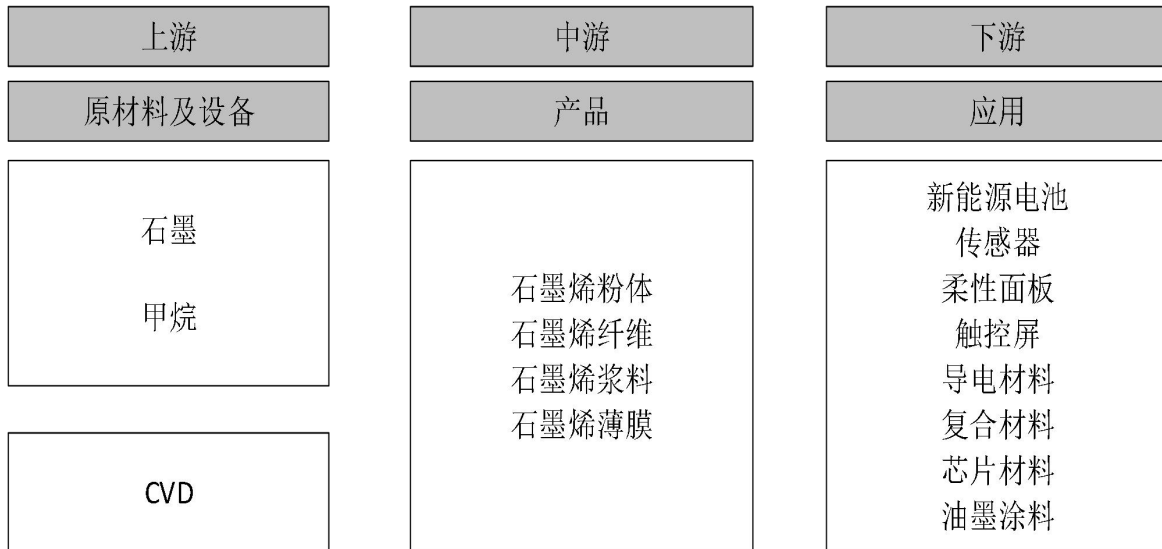 上游
原材料及设备
石墨
甲烷
CVD
中游
产品
石墨烯粉体
石墨烯纤维
石墨烯浆料
石墨烯薄膜
下游
应用
新能源电池
传感器
柔性面板
触控屏
导电材料
复合材料
芯片材料
油墨涂料